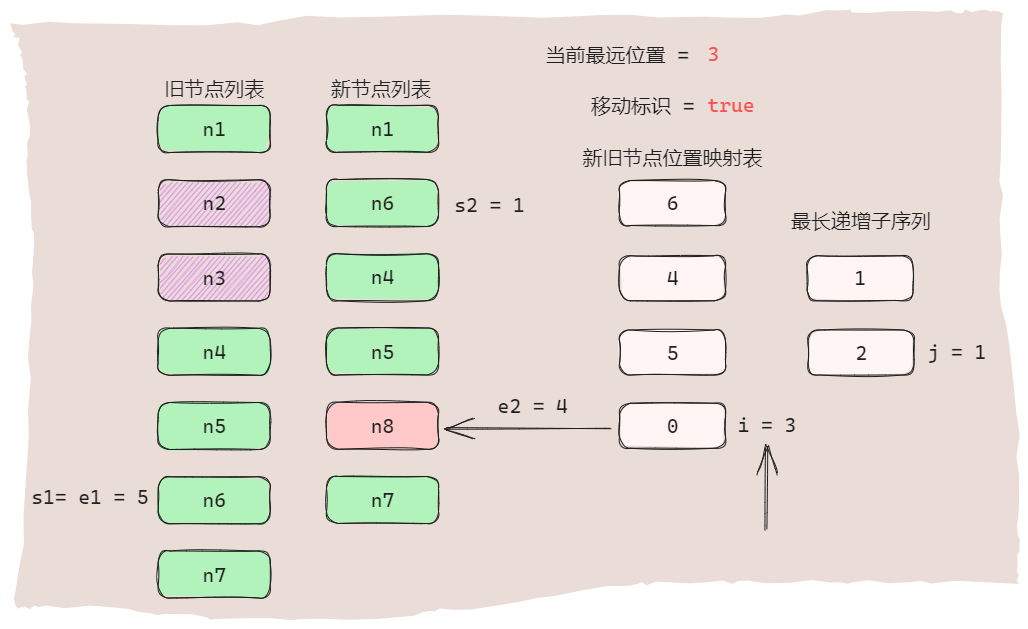 当前最远位置 = 3
移动标识 = true
旧节点列表
新节点列表
新旧节点位置映射表
最长递增子序列
n1
n2
n3
n4
n5
s1= e1 = 5
n6
n7
n1
n6
s2 = 1
n4
n5
n8
e2 = 4
n7
6
4
5
0
i = 3
1
2
j = 1